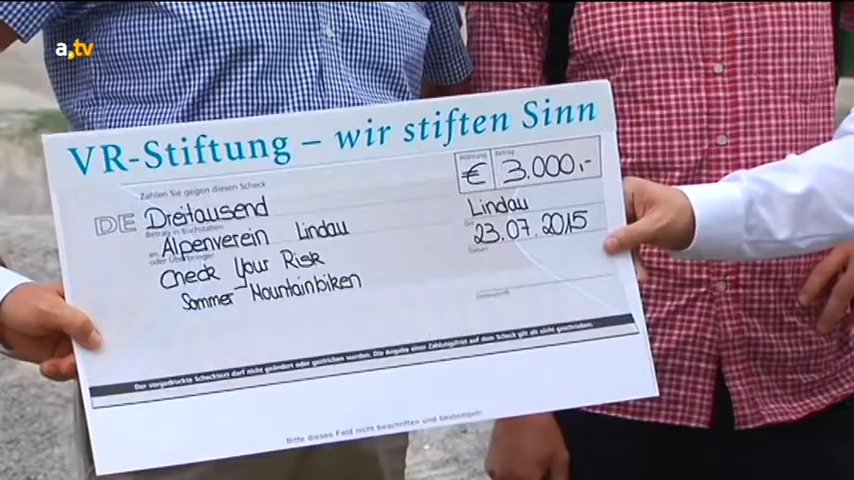 a.tv
VR-Stiftung – wir stiften Sinn
Zahlen Sie gegen diesen Scheck
Währung
Betrag
€ 3.000,-
DE Dreitausend
Betrag in Buchstaben
Lindau
an Alpenverein Lindau
oder Überbringer
23.07.2015
Datum
Check Your Risk
Sommer - Mountainbiken
Unterschrift
Der vorgedruckte Schecktext darf nicht geändert oder gestrichen werden. Die Angabe einer Zahlungsfrist auf dem Scheck gilt als nicht geschrieben.
Bitte dieses Feld nicht beschriften und bestempeln